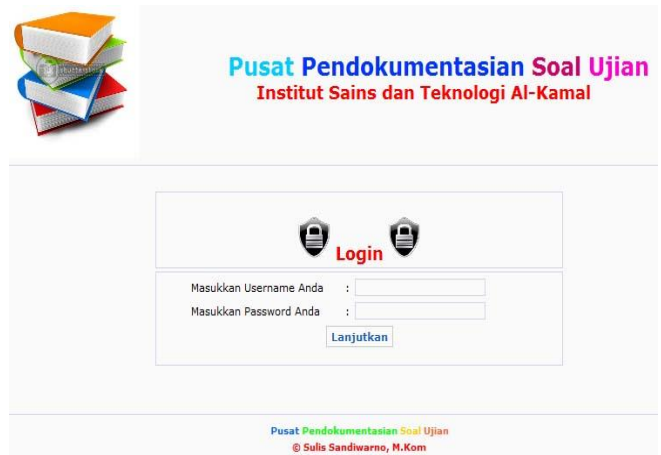 Pusat Pendokumentasian Soal Ujian
Institut Sains dan Teknologi Al-Kamal
Login
Masukkan Username Anda :
Masukkan Password Anda :
Lanjutkan
Pusat Pendokumentasian Soal Ujian
© Sulis Sandiwarno, M.Kom